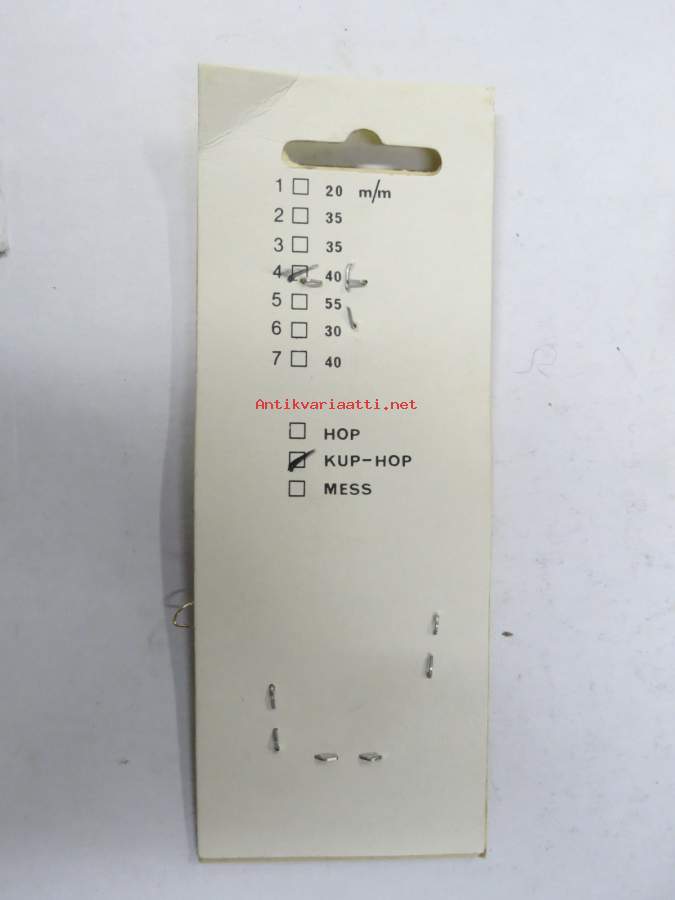 1 20 m/m
2 35
3 35
4 40
5 55
6 30
7 40
Antikvariaatti.net
HOP
KUP-HOP
MESS